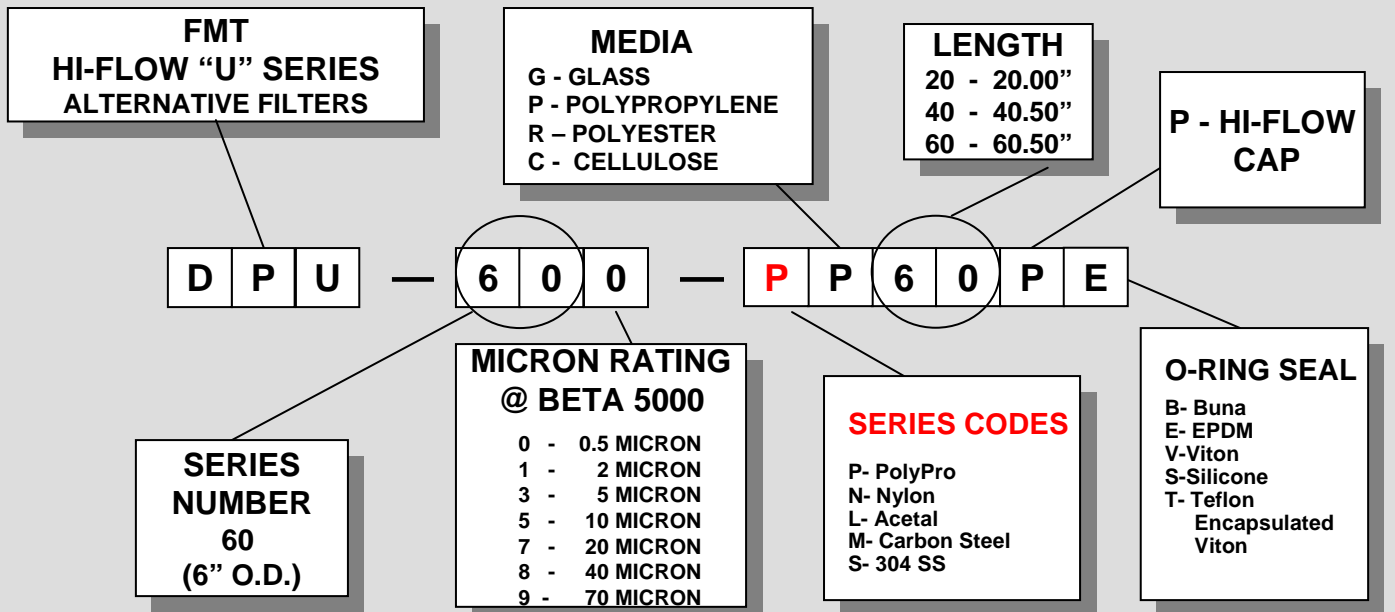 FMT
HI-FLOW “U” SERIES
ALTERNATIVE FILTERS
MEDIA
G - GLASS
P - POLYPROPYLENE
R – POLYESTER
C - CELLULOSE
LENGTH
20 - 20.00”
40 - 40.50”
60 - 60.50”
P - HI-FLOW
CAP
D P U — 6 0 0 — P P 6 0 P E
SERIES
NUMBER
60
(6” O.D.)
MICRON RATING
@ BETA 5000
0 - 0.5 MICRON
1 - 2 MICRON
3 - 5 MICRON
5 - 10 MICRON
7 - 20 MICRON
8 - 40 MICRON
9 - 70 MICRON
SERIES CODES
P- PolyPro
N- Nylon
L- Acetal
M- Carbon Steel
S- 304 SS
O-RING SEAL
B- Buna
E- EPDM
V-Viton
S-Silicone
T- Teflon
Encapsulated
Viton